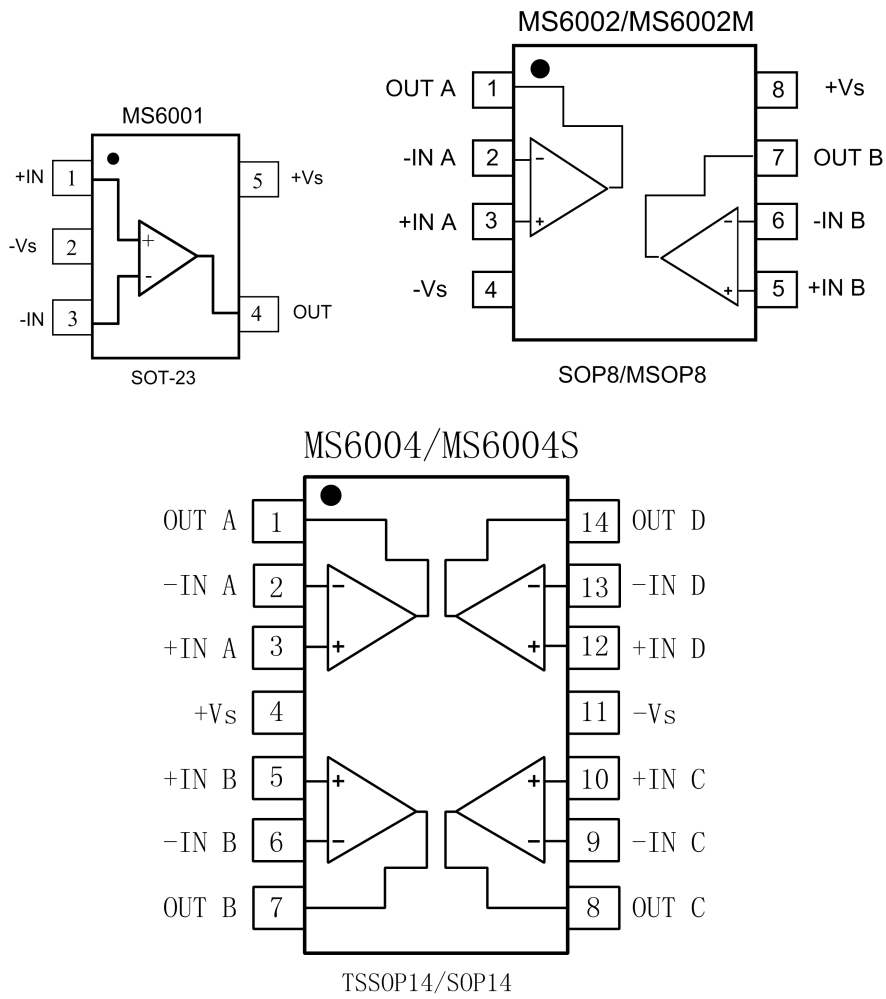 MS6001
+IN 1 5 +Vs
-Vs 2
+
-
-IN 3 4 OUT
SOT-23
MS6002/MS6002M
OUT A 1 8 +Vs
-IN A 2 - 7 OUT B
+IN A 3 + - 6 -IN B
-Vs 4 + 5 +IN B
SOP8/MSOP8
MS6004/MS6004S
OUT A 1 14 OUT D
-IN A 2 - - 13 -IN D
+IN A 3 + + 12 +IN D
+Vs 4 11 -Vs
+IN B 5 + + 10 +IN C
-IN B 6 - - 9 -IN C
OUT B 7 8 OUT C
TSSOP14/SOP14